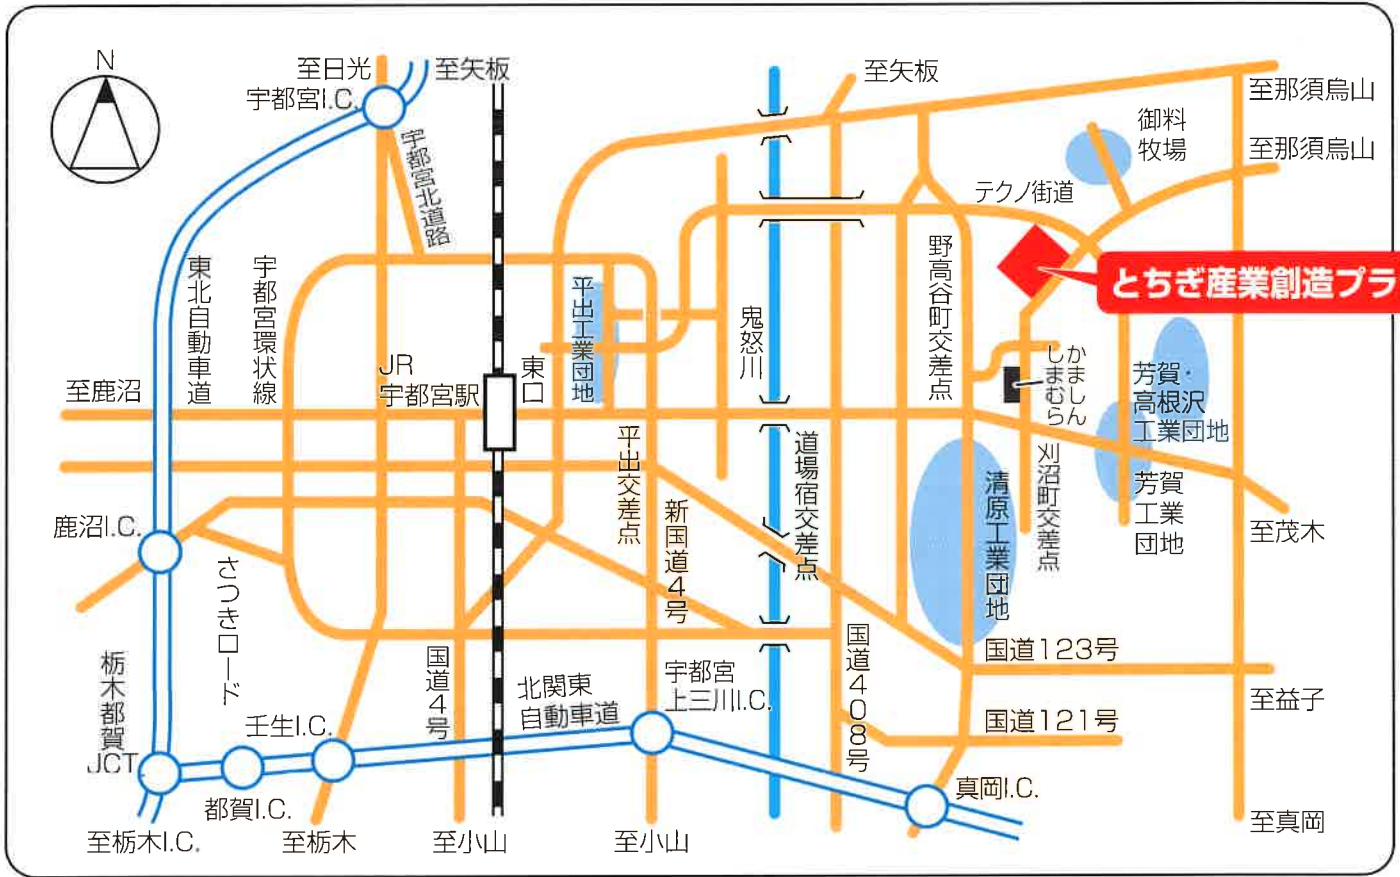 N
至日光
宇都宮I.C.
至矢板
至矢板
至那須烏山
御料
牧場
至那須烏山
宇都宮北道路
テクノ街道
東北自動車道
宇都宮環状線
平出工業団地
鬼怒川
野高谷町交差点
とちぎ産業創造プラ
至鹿沼
JR
宇都宮駅
東口
かましん
しまむら
芳賀・
高根沢
工業団地
平出交差点
道場宿交差点
刈沼町交差点
清原工業団地
芳賀
工業
団地
至茂木
鹿沼I.C.
さつきロード
新国道4号
国道123号
栃木都賀
JCT
壬生I.C.
国道4号
北関東
自動車道
宇都宮
上三川I.C.
国道408号
国道121号
至益子
都賀I.C.
真岡I.C.
至栃木I.C.
至栃木
至小山
至小山
至真岡